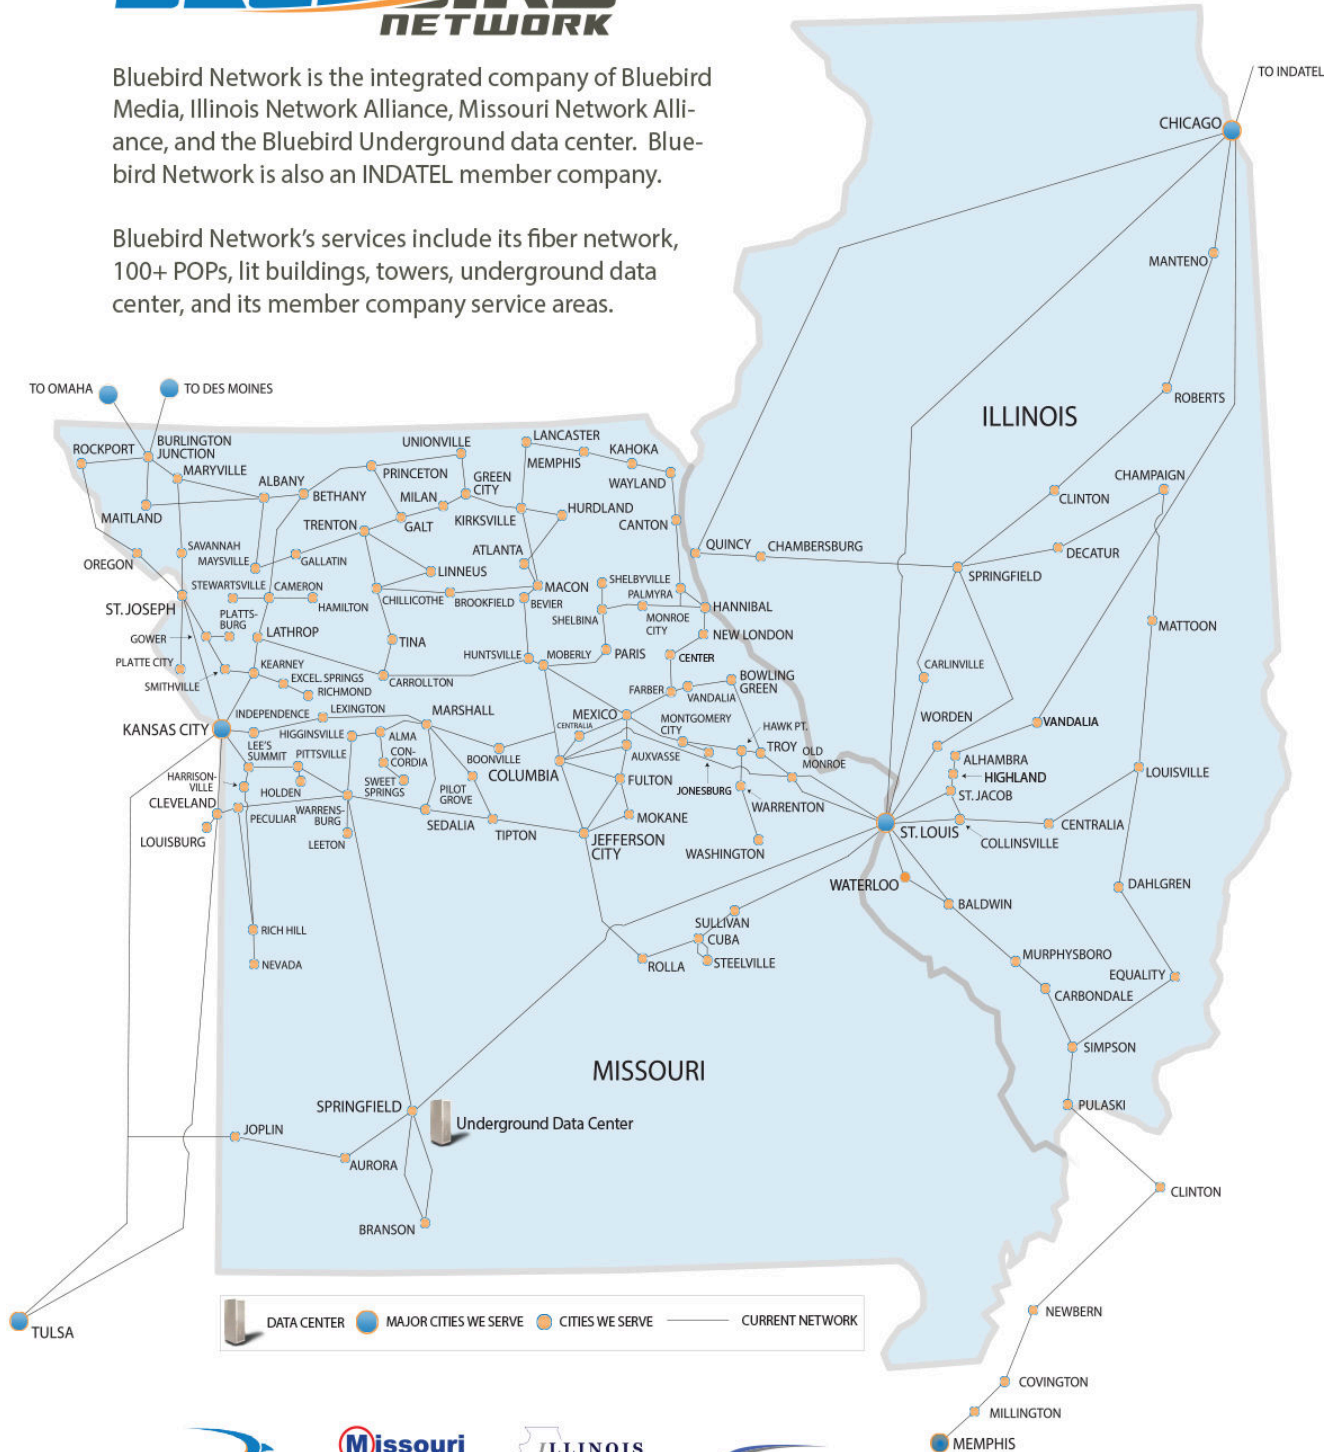 NETWORK
Bluebird Network is the integrated company of Bluebird
Media, Illinois Network Alliance, Missouri Network Alli-
ance, and the Bluebird Underground data center. Blue-
bird Network is also an INDATEL member company.
Bluebird Network's services include its fiber network,
100+ POPs, lit buildings, towers, underground data
center, and its member company service areas.
TO INDATEL
CHICAGO
MANTENO
ROBERTS
ILLINOIS
CHAMPAIGN
CLINTON
DECATUR
SPRINGFIELD
MATTOON
QUINCY
CHAMBERSBURG
CARLINVILLE
WORDEN
VANDALIA
ALHAMBRA
HIGHLAND
ST. JACOB
LOUISVILLE
CENTRALIA
COLLINSVILLE
ST. LOUIS
WATERLOO
BALDWIN
DAHLGREN
MURPHYSBORO
EQUALITY
CARBONDALE
SIMPSON
PULASKI
CLINTON
NEWBERN
COVINGTON
MILLINGTON
MEMPHIS
TO OMAHA
TO DES MOINES
ROCKPORT
BURLINGTON
JUNCTION
MARYVILLE
MAITLAND
ALBANY
BETHANY
UNIONVILLE
PRINCETON
GREEN
CITY
MILAN
GALT
TRENTON
LANCASTER
MEMPHIS
KAHOKA
WAYLAND
KIRKSVILLE
HURDLAND
CANTON
OREGON
SAVANNAH
MAYSVILLE
GALLATIN
LINNEUS
ATLANTA
MACON
STEWARTSVILLE
CAMERON
HAMILTON
CHILLICOTHE
BROOKFIELD
BEVIER
SHELBYVILLE
PALMYRA
SHELBINA
MONROE
CITY
HANNIBAL
ST. JOSEPH
PLATTS-
BURG
GOWER
LATHROP
TINA
NEW LONDON
PLATTE CITY
SMITHVILLE
KEARNEY
EXCEL. SPRINGS
RICHMOND
CARROLLTON
HUNTSVILLE
MOBERLY
PARIS
CENTER
FARBER
VANDALIA
BOWLING
GREEN
KANSAS CITY
INDEPENDENCE
LEXINGTON
MARSHALL
MEXICO
CENTRALIA
MONTGOMERY
CITY
HAWK PT.
TROY
OLD
MONROE
LEE'S
SUMMIT
HIGGINSVILLE
ALMA
PITTSVILLE
CON-
CORDIA
BOONVILLE
COLUMBIA
AUXVASSE
HARRISON-
VILLE
HOLDEN
SWEET
SPRINGS
PILOT
GROVE
FULTON
JONESBURG
WARRENTON
CLEVELAND
PECULIAR
WARRENS-
BURG
SEDALIA
TIPTON
MOKANE
LOUISBURG
LEETON
JEFFERSON
CITY
WASHINGTON
SULLIVAN
CUBA
STEELVILLE
ROLLA
RICH HILL
NEVADA
MISSOURI
SPRINGFIELD
Underground Data Center
JOPLIN
AURORA
BRANSON
TULSA
DATA CENTER
MAJOR CITIES WE SERVE
CITIES WE SERVE
CURRENT NETWORK
Missouri
ILLINOIS